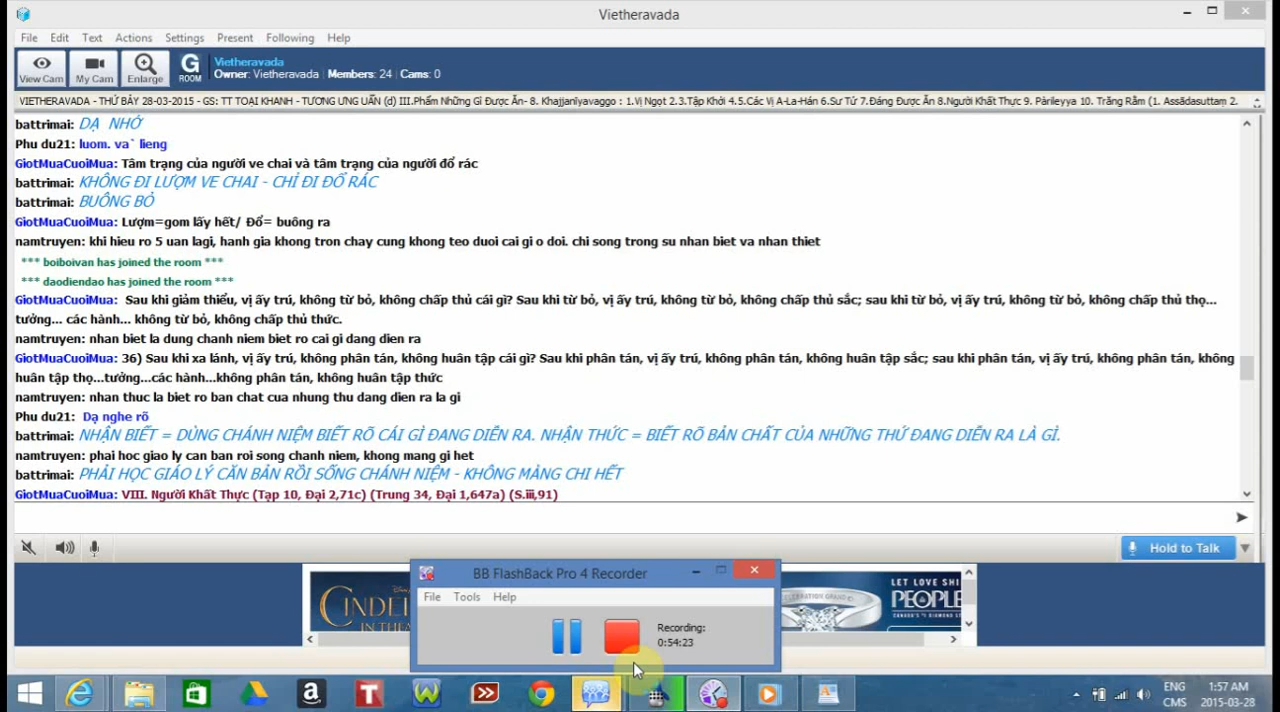 Vietheravada
File Edit Text Actions Settings Present Following Help
View Cam My Cam Enlarge G ROOM Vietheravada
Owner: Vietheravada Members: 24 Cams: 0
VIETHERAVADA - THỨ BẢY 28-03-2015 - GS: TT TOẠI KHANH - TƯƠNG ƯNG UẨN (d) III.Phẩm Những Gì Được Ăn- 8. Khajjanīyavaggo : 1.Vị Ngọt 2.3.Tập Khởi 4.5.Các Vị A-La-Hán 6.Sư Tử 7.Đáng Được Ăn 8.Người Khất Thực 9. Pārileyya 10. Trăng Rằm (1. Assādasuttaṃ 2.
battrimai: DẠ NHỚ
Phu du21: luom. va` lieng
GiotMuaCuoiMua: Tâm trạng của người ve chai và tâm trạng của người đổ rác
battrimai: KHÔNG ĐI LƯỢM VE CHAI - CHỈ ĐI ĐỔ RÁC
battrimai: BUÔNG BỎ
GiotMuaCuoiMua: Lượm=gom lấy hết/ Đổ= buông ra
namtruyen: khi hieu ro 5 uan lagi, hanh gia khong tron chay cung khong teo duoi cai gi o doi. chi song trong su nhan biet va nhan thiet
*** boiboivan has joined the room ***
*** daodiendao has joined the room ***
GiotMuaCuoiMua: Sau khi giảm thiểu, vị ấy trú, không từ bỏ, không chấp thủ cái gì? Sau khi từ bỏ, vị ấy trú, không từ bỏ, không chấp thủ sắc; sau khi từ bỏ, vị ấy trú, không từ bỏ, không chấp thủ thọ...
tưởng... các hành... không từ bỏ, không chấp thủ thức.
namtruyen: nhan biet la dung chanh niem biet ro cai gi dang dien ra
GiotMuaCuoiMua: 36) Sau khi xa lánh, vị ấy trú, không phân tán, không huân tập cái gì? Sau khi phân tán, vị ấy trú, không phân tán, không huân tập sắc; sau khi phân tán, vị ấy trú, không phân tán, không
huân tập thọ...tưởng...các hành...không phân tán, không huân tập thức
namtruyen: nhan thuc la biet ro ban chat cua nhung thu dang dien ra la gi
Phu du21: Dạ nghe rõ
battrimai: NHẬN BIẾT = DÙNG CHÁNH NIỆM BIẾT RÕ CÁI GÌ ĐANG DIỄN RA. NHẬN THỨC = BIẾT RÕ BẢN CHẤT CỦA NHỮNG THỨ ĐANG DIỄN RA LÀ GÌ.
namtruyen: phai hoc giao ly can ban roi song chanh niem, khong mang gi het
battrimai: PHẢI HỌC GIÁO LÝ CĂN BẢN RỒI SỐNG CHÁNH NIỆM - KHÔNG MÀNG CHI HẾT
GiotMuaCuoiMua: VIII. Người Khất Thực (Tạp 10, Đại 2,71c) (Trung 34, Đại 1,647a) (S.iii,91)
Hold to Talk
BB FlashBack Pro 4 Recorder
File Tools Help
Recording:
0:54:23
LET LOVE SHI
PEOPLE
ENG 1:57 AM
CMS 2015-03-28